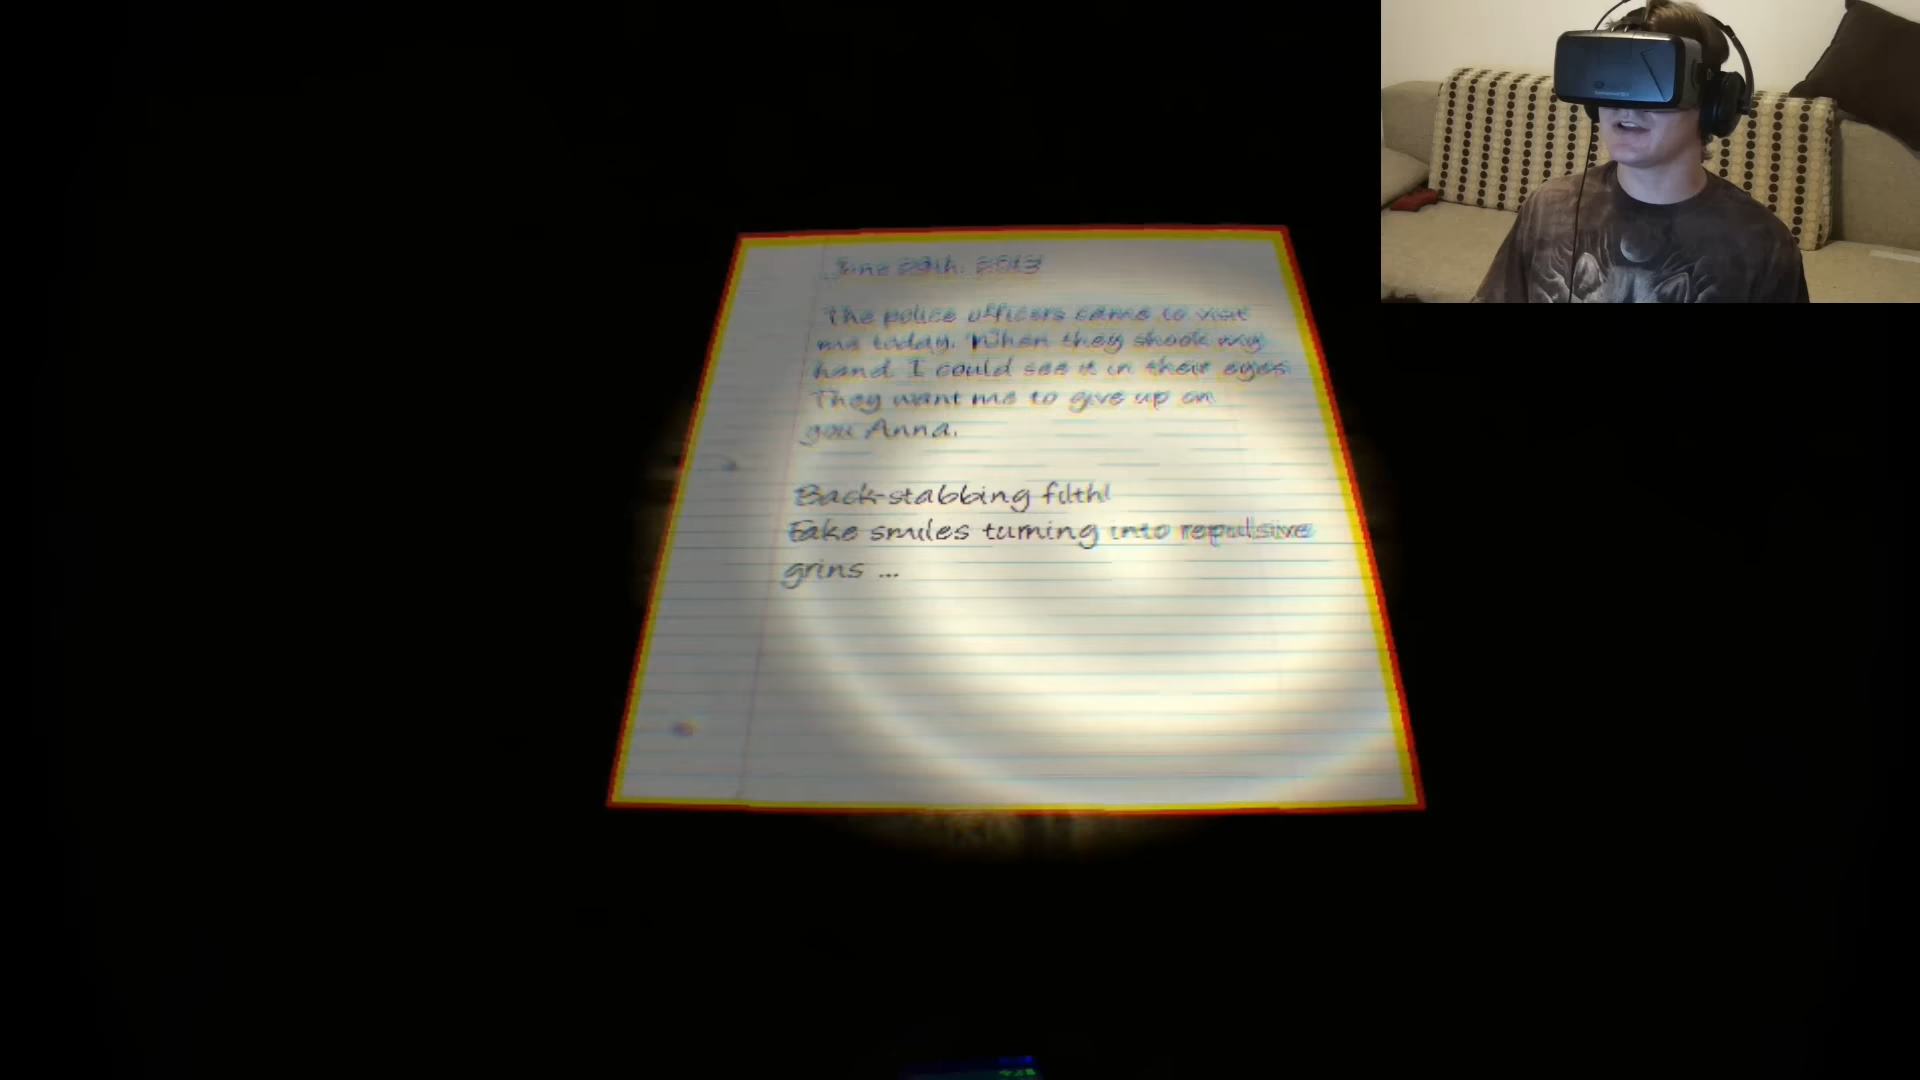 June 29th, 2013
The police officers came to visit
me today. When they shook my
hand I could see it in their eyes.
They want me to give up on
you Anna.
Back-stabbing filth!
Fake smiles turning into repulsive
grins ...